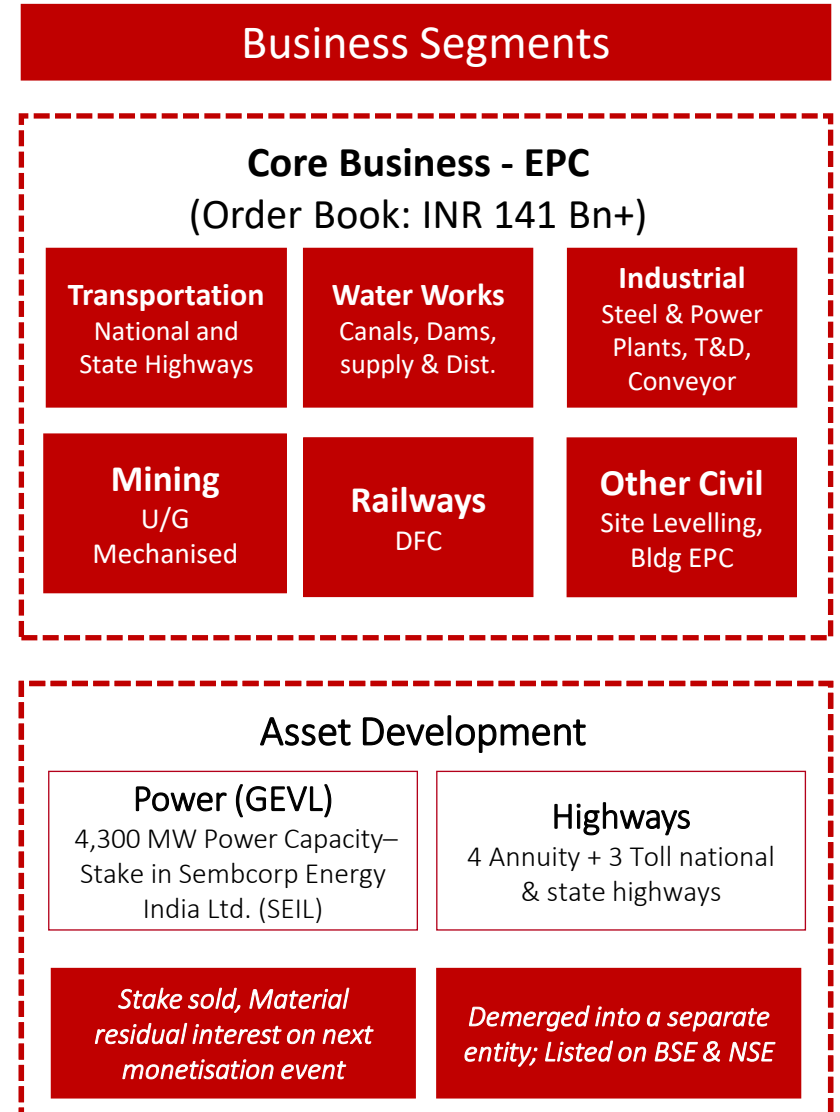 Business Segments
Core Business - EPC
(Order Book: INR 141 Bn+)
Transportation
National and
State Highways
Water Works
Canals, Dams,
supply & Dist.
Industrial
Steel & Power
Plants, T&D,
Conveyor
Mining
U/G
Mechanised
Railways
DFC
Other Civil
Site Levelling,
Bldg EPC
Asset Development
Power (GEVL)
4,300 MW Power Capacity–
Stake in Sembcorp Energy
India Ltd. (SEIL)
Highways
4 Annuity + 3 Toll national
& state highways
Stake sold, Material
residual interest on next
monetisation event
Demerged into a separate
entity; Listed on BSE & NSE